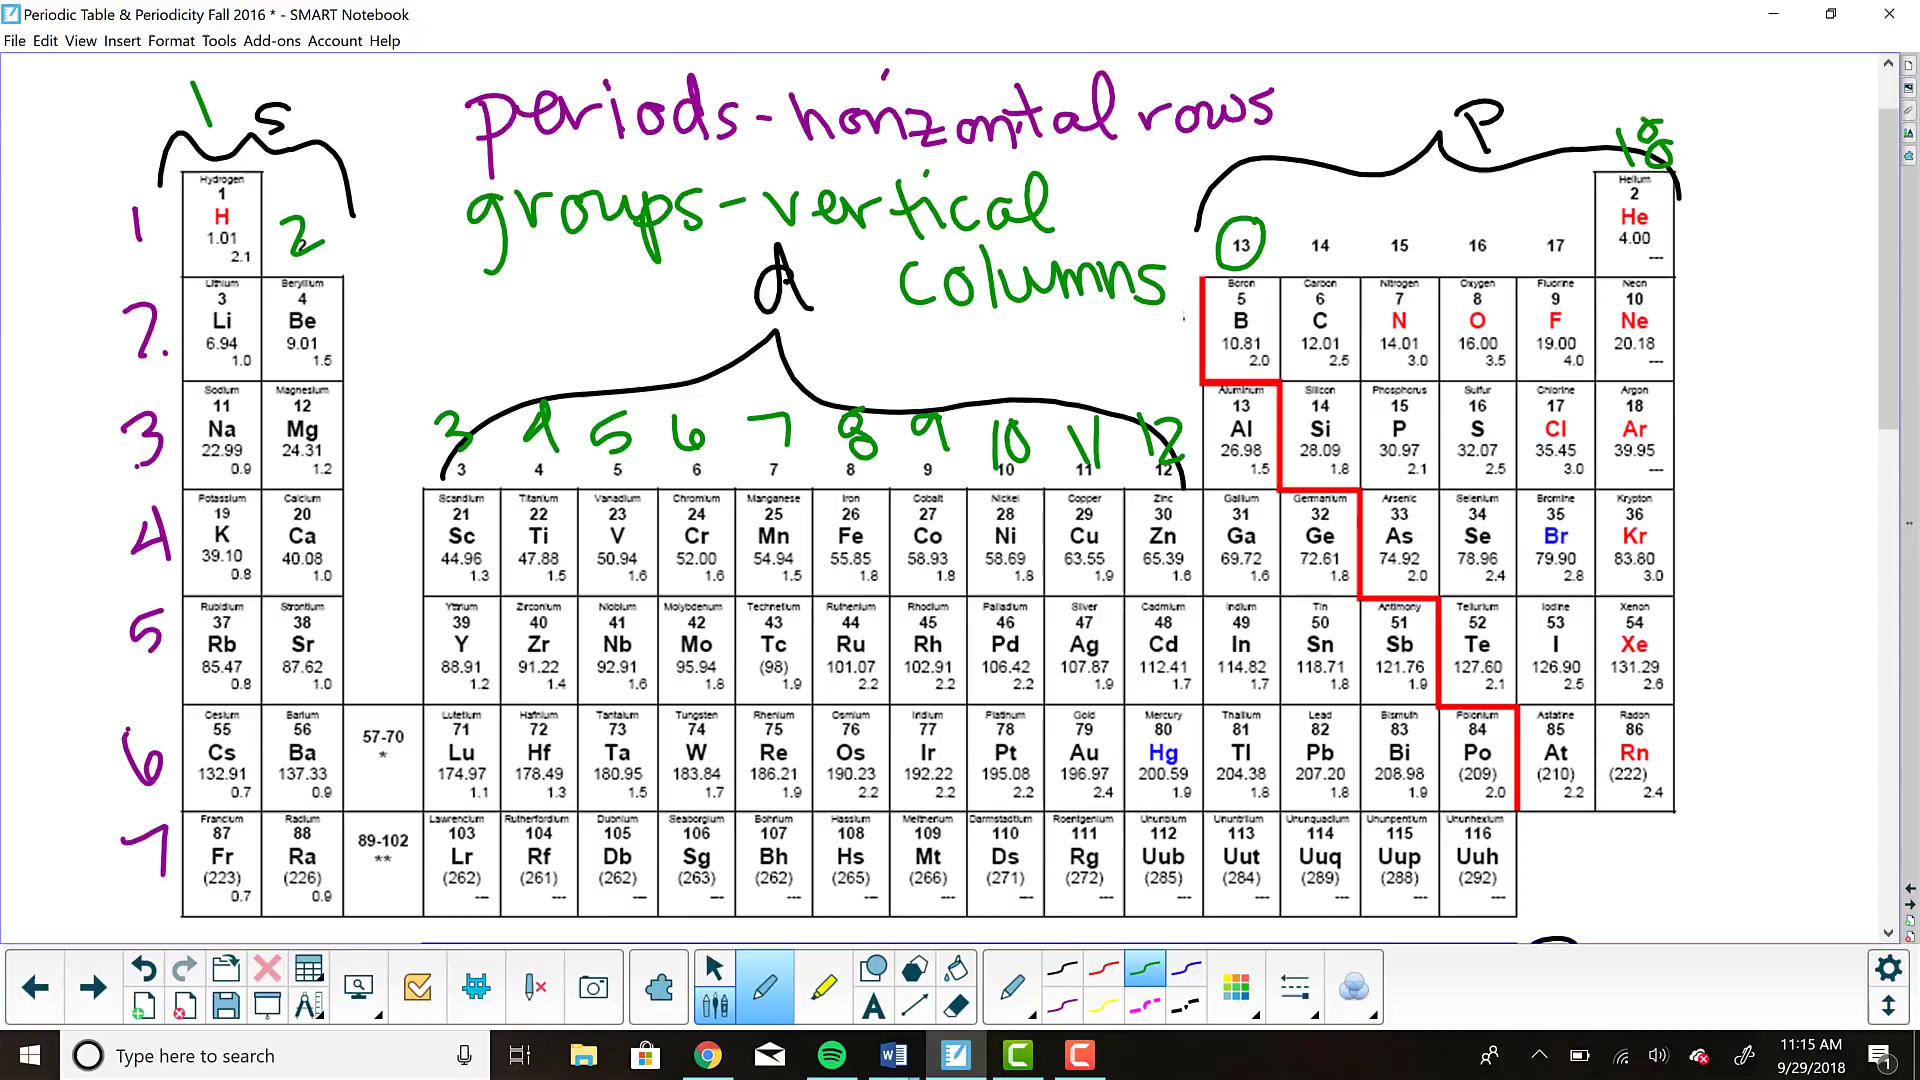 Periodic Table & Periodicity Fall 2016 * - SMART Notebook
File Edit View Insert Format Tools Add-ons Account Help
1 s periods - horizontal rows P 18
groups - vertical columns
d
1 2 13 14 15 16 17
Hydrogen 1 H 1.01 2.1
Helium 2 He 4.00 ---
2.
Lithium 3 Li 6.94 1.0
Beryllium 4 Be 9.01 1.5
Boron 5 B 10.81 2.0
Carbon 6 C 12.01 2.5
Nitrogen 7 N 14.01 3.0
Oxygen 8 O 16.00 3.5
Fluorine 9 F 19.00 4.0
Neon 10 Ne 20.18 ---
3
Sodium 11 Na 22.99 0.9
Magnesium 12 Mg 24.31 1.2
3 4 5 6 7 8 9 10 11 12
3 4 5 6 7 8 9 10 11 12
Aluminum 13 Al 26.98 1.5
Silicon 14 Si 28.09 1.8
Phosphorus 15 P 30.97 2.1
Sulfur 16 S 32.07 2.5
Chlorine 17 Cl 35.45 3.0
Argon 18 Ar 39.95 ---
4
Potassium 19 K 39.10 0.8
Calcium 20 Ca 40.08 1.0
Scandium 21 Sc 44.96 1.3
Titanium 22 Ti 47.88 1.5
Vanadium 23 V 50.94 1.6
Chromium 24 Cr 52.00 1.6
Manganese 25 Mn 54.94 1.5
Iron 26 Fe 55.85 1.8
Cobalt 27 Co 58.93 1.8
Nickel 28 Ni 58.69 1.8
Copper 29 Cu 63.55 1.9
Zinc 30 Zn 65.39 1.6
Gallium 31 Ga 69.72 1.6
Germanium 32 Ge 72.61 1.8
Arsenic 33 As 74.92 2.0
Selenium 34 Se 78.96 2.4
Bromine 35 Br 79.90 2.8
Krypton 36 Kr 83.80 3.0
5
Rubidium 37 Rb 85.47 0.8
Strontium 38 Sr 87.62 1.0
Yttrium 39 Y 88.91 1.2
Zirconium 40 Zr 91.22 1.4
Niobium 41 Nb 92.91 1.6
Molybdenum 42 Mo 95.94 1.8
Technetium 43 Tc (98) 1.9
Ruthenium 44 Ru 101.07 2.2
Rhodium 45 Rh 102.91 2.2
Palladium 46 Pd 106.42 2.2
Silver 47 Ag 107.87 1.9
Cadmium 48 Cd 112.41 1.7
Indium 49 In 114.82 1.7
Tin 50 Sn 118.71 1.8
Antimony 51 Sb 121.76 1.9
Tellurium 52 Te 127.60 2.1
Iodine 53 I 126.90 2.5
Xenon 54 Xe 131.29 2.6
6
Cesium 55 Cs 132.91 0.7
Barium 56 Ba 137.33 0.9
57-70 *
Lutetium 71 Lu 174.97 1.1
Hafnium 72 Hf 178.49 1.3
Tantalum 73 Ta 180.95 1.5
Tungsten 74 W 183.84 1.7
Rhenium 75 Re 186.21 1.9
Osmium 76 Os 190.23 2.2
Iridium 77 Ir 192.22 2.2
Platinum 78 Pt 195.08 2.2
Gold 79 Au 196.97 2.4
Mercury 80 Hg 200.59 1.9
Thallium 81 Tl 204.38 1.8
Lead 82 Pb 207.20 1.8
Bismuth 83 Bi 208.98 1.9
Polonium 84 Po (209) 2.0
Astatine 85 At (210) 2.2
Radon 86 Rn (222) 2.4
7
Francium 87 Fr (223) 0.7
Radium 88 Ra (226) 0.9
89-102 **
Lawrencium 103 Lr (262) ---
Rutherfordium 104 Rf (261) ---
Dubnium 105 Db (262) ---
Seaborgium 106 Sg (263) ---
Bohrium 107 Bh (262) ---
Hassium 108 Hs (265) ---
Meitnerium 109 Mt (266) ---
Darmstadtium 110 Ds (271) ---
Roentgenium 111 Rg (272) ---
Ununbium 112 Uub (285) ---
Ununtrium 113 Uut (284) ---
Ununquadium 114 Uuq (289) ---
Ununpentium 115 Uup (288) ---
Ununhexium 116 Uuh (292) ---
Type here to search
11:15 AM
9/29/2018
1